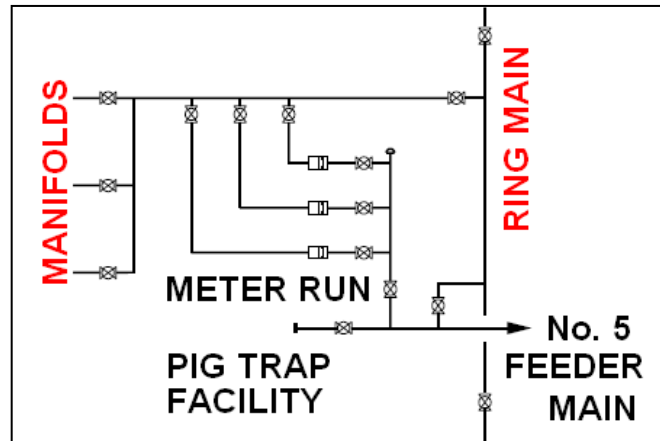 MANIFOLDS
RING MAIN
METER RUN
PIG TRAP
FACILITY
No. 5
FEEDER
MAIN